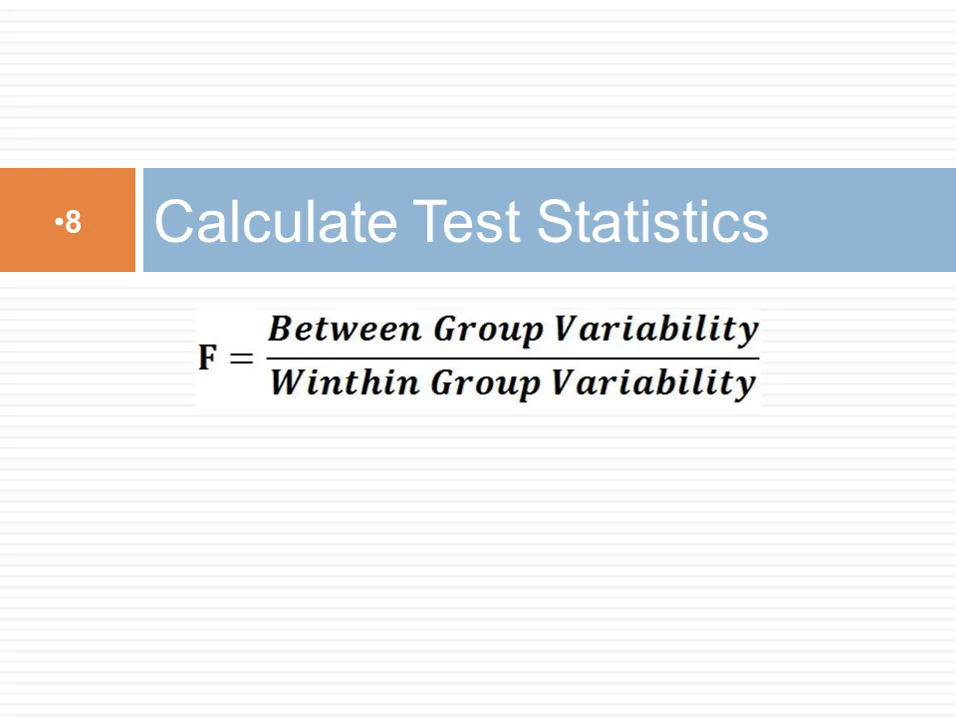 •8
Calculate Test Statistics
F = Between Group Variability / Winthin Group Variability